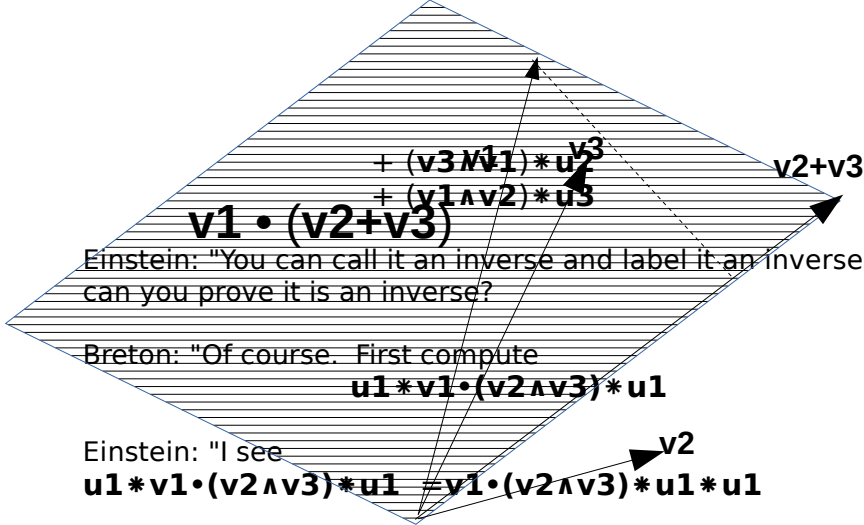 + (v3∧v1)∗u2
v1
v3
v2+v3
+ (v1∧v2)∗u3
v1 • (v2+v3)
Einstein: "You can call it an inverse and label it an inverse
can you prove it is an inverse?
Breton: "Of course.  First compute
u1∗v1•(v2∧v3)∗u1
v2
Einstein: "I see
u1∗v1•(v2∧v3)∗u1  =v1•(v2∧v3)∗u1∗u1